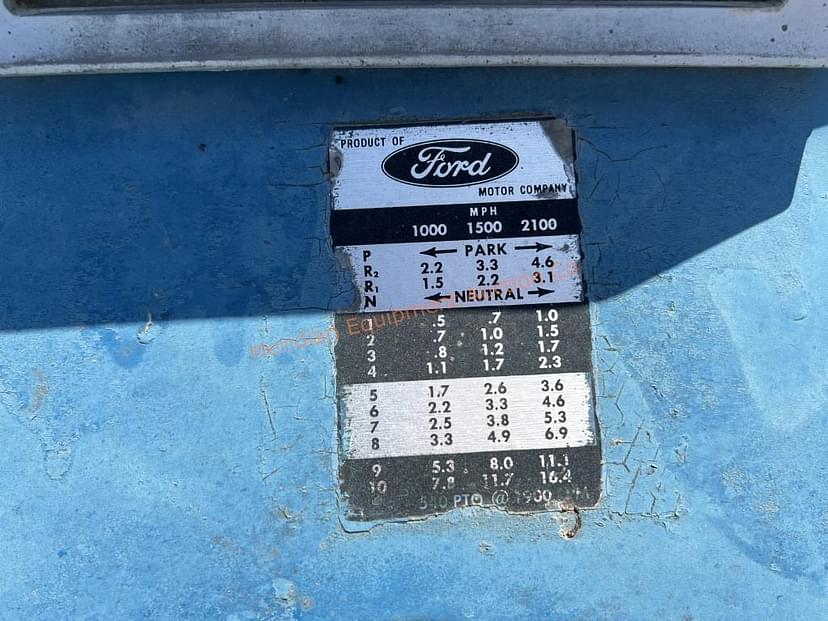 PRODUCT OF
Ford
MOTOR COMPANY
MPH
1000 1500 2100
P ← PARK →
R₂ 2.2 3.3 4.6
R₁ 1.5 2.2 3.1
N ← NEUTRAL →
.5 .7 1.0
2 .7 1.0 1.5
3 .8 1.2 1.7
4 1.1 1.7 2.3
5 1.7 2.6 3.6
6 2.2 3.3 4.6
7 2.5 3.8 5.3
8 3.3 4.9 6.9
9 5.3 8.0 11.1
10 7.8 11.7 16.4
540 PTO @ 1900